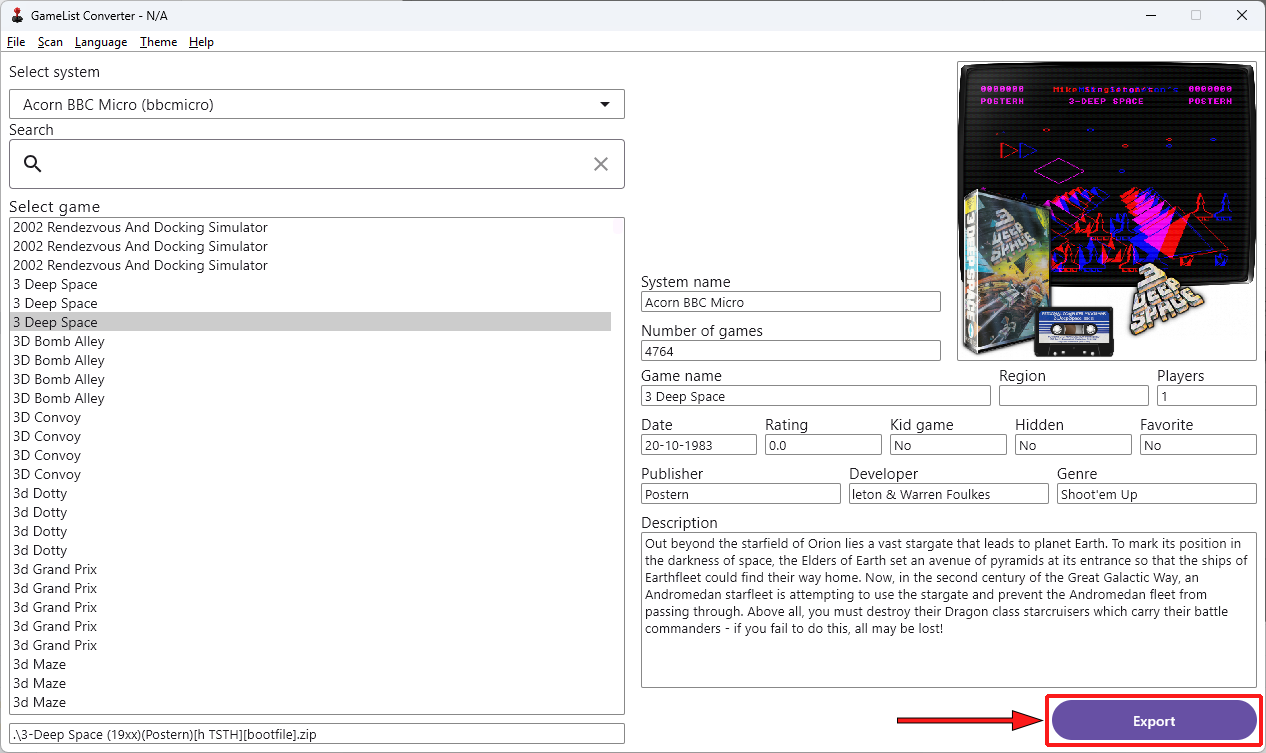 GameList Converter - N/A
File Scan Language Theme Help
Select system
Acorn BBC Micro (bbcmicro)
Search
Select game
2002 Rendezvous And Docking Simulator
2002 Rendezvous And Docking Simulator
2002 Rendezvous And Docking Simulator
3 Deep Space
3 Deep Space
3 Deep Space
3D Bomb Alley
3D Bomb Alley
3D Bomb Alley
3D Bomb Alley
3D Convoy
3D Convoy
3D Convoy
3D Convoy
3d Dotty
3d Dotty
3d Dotty
3d Dotty
3d Grand Prix
3d Grand Prix
3d Grand Prix
3d Grand Prix
3d Grand Prix
3d Maze
3d Maze
3d Maze
.\3-Deep Space (19xx)(Postern)[h TSTH][bootfile].zip
0000000 0000000
POSTERN 3-DEEP SPACE POSTERN
3 DEEP SPACE
3 DEEP SPACE
System name
Acorn BBC Micro
Number of games
4764
Game name Region Players
3 Deep Space 1
Date Rating Kid game Hidden Favorite
20-10-1983 0.0 No No No
Publisher Developer Genre
Postern leton & Warren Foulkes Shoot'em Up
Description
Out beyond the starfield of Orion lies a vast stargate that leads to planet Earth. To mark its position in
the darkness of space, the Elders of Earth set an avenue of pyramids at its entrance so that the ships of
Earthfleet could find their way home. Now, in the second century of the Great Galactic Way, an
Andromedan starfleet is attempting to use the stargate and prevent the Andromedan fleet from
passing through. Above all, you must destroy their Dragon class starcruisers which carry their battle
commanders - if you fail to do this, all may be lost!
Export